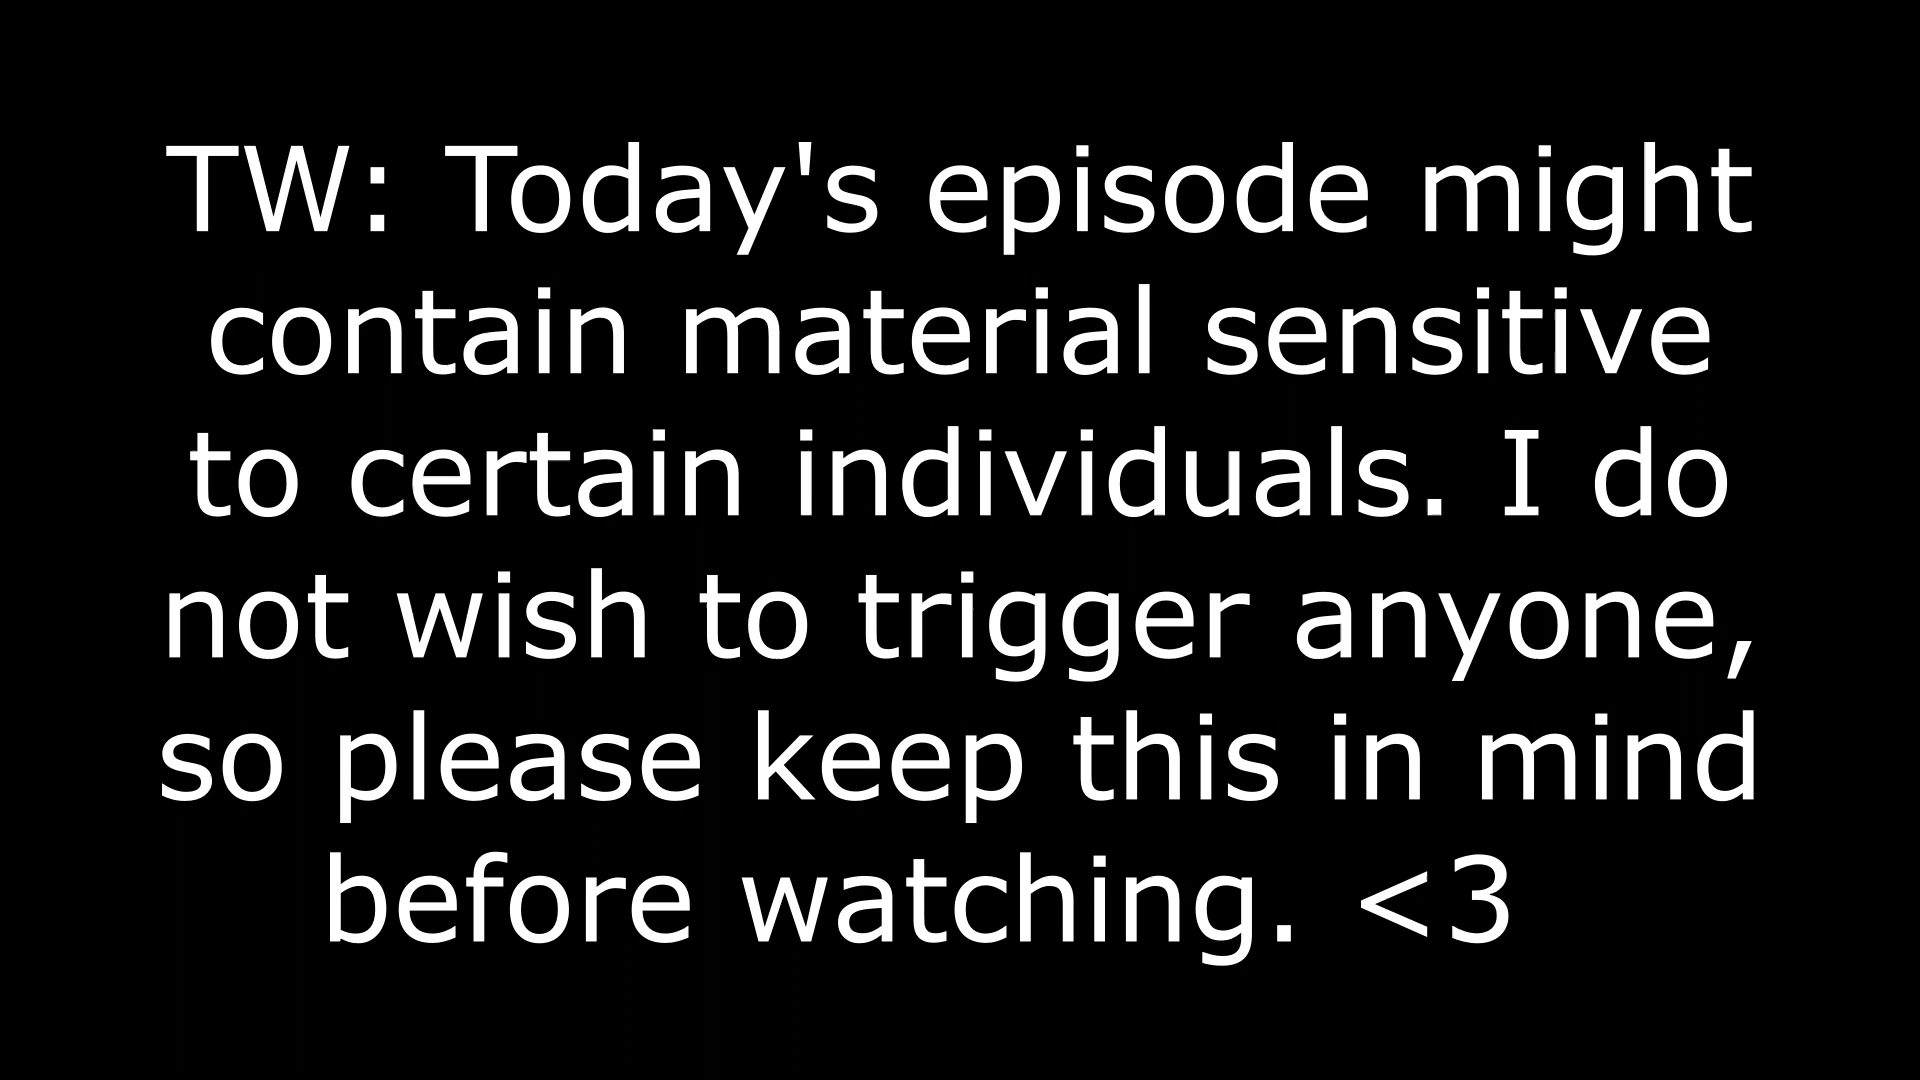 TW: Today's episode might
contain material sensitive
to certain individuals. I do
not wish to trigger anyone,
so please keep this in mind
before watching. <3